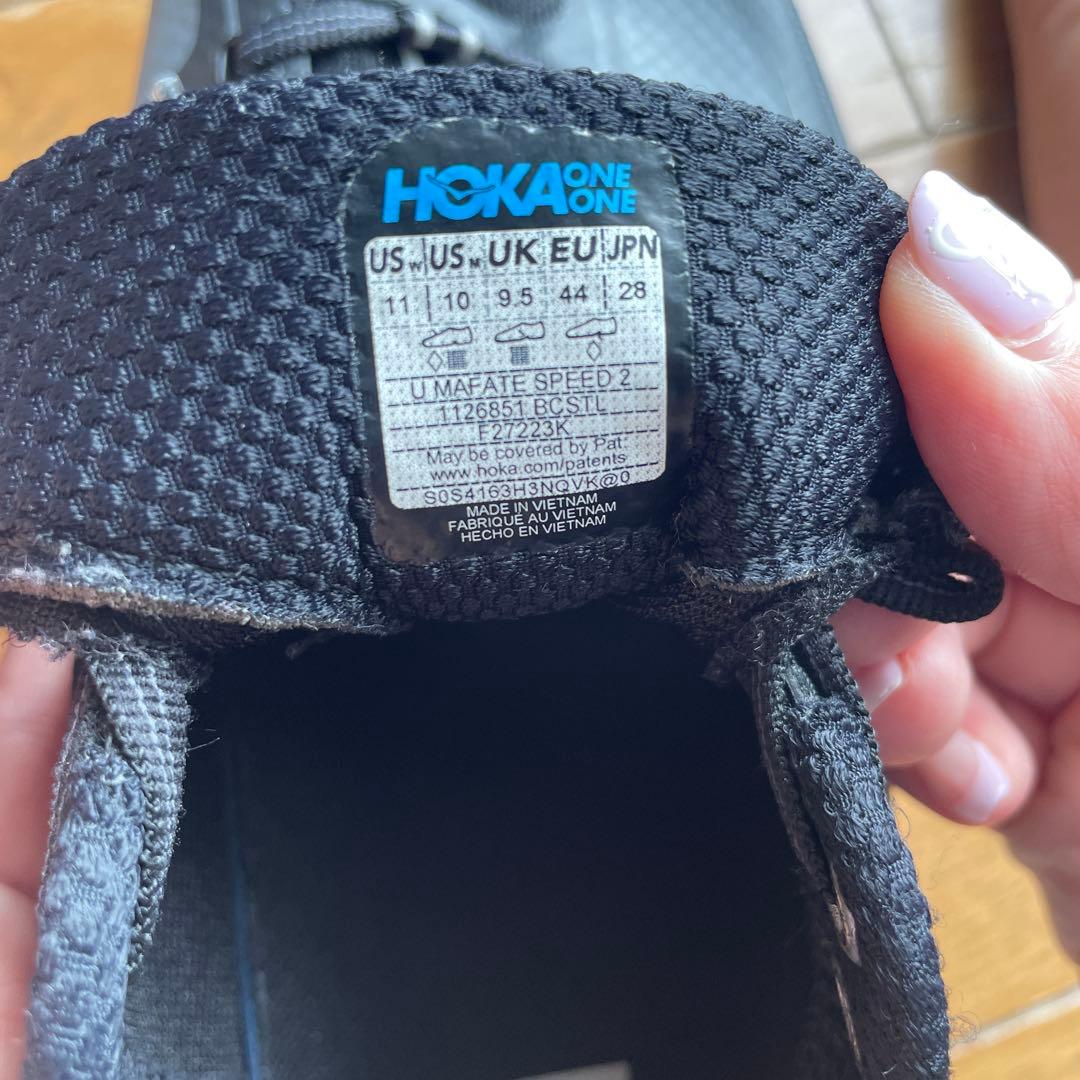 HOKA ONE ONE
US W US M UK EU JPN
11 10 9.5 44 28
U MAFATE SPEED 2
1126851 BCSTL
F27223K
May be covered by Pat:
www.hoka.com/patents
S0S4163H3NQVK@0
MADE IN VIETNAM
FABRIQUÉ AU VIETNAM
HECHO EN VIETNAM